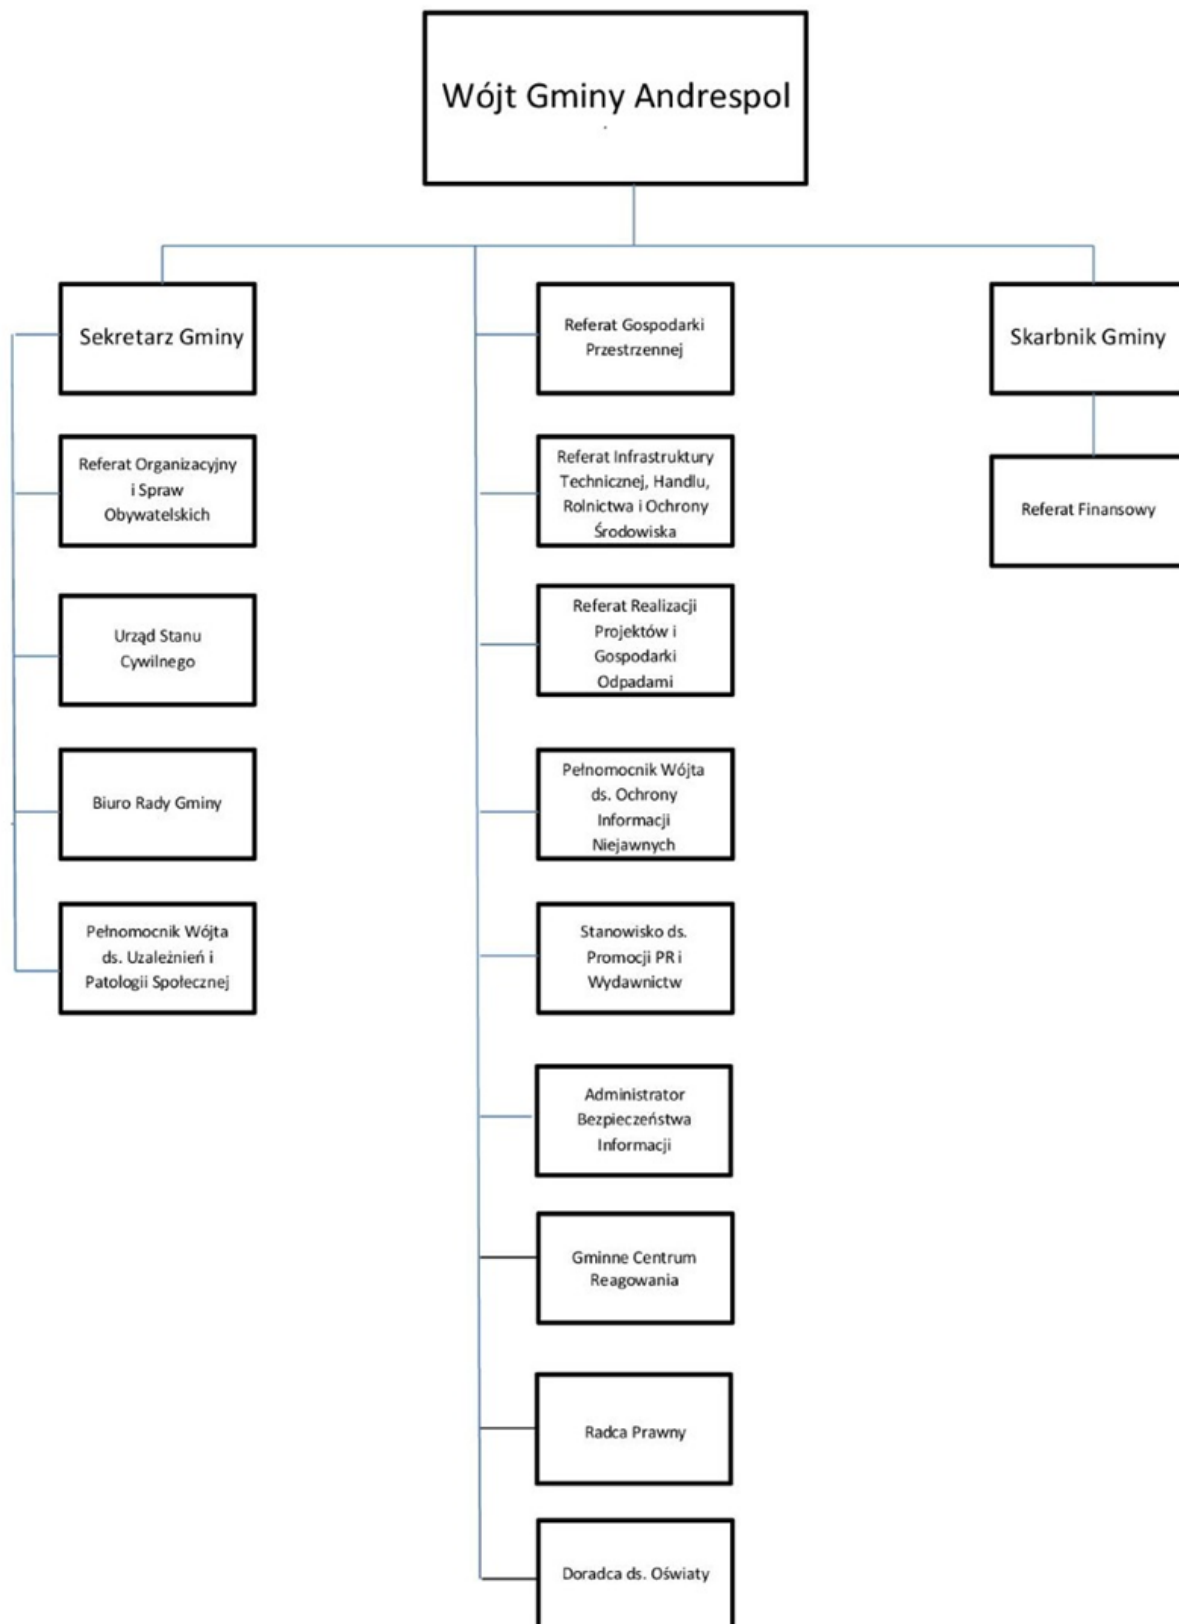 Wójt Gminy Andrespol
Sekretarz Gminy
Referat Organizacyjny
i Spraw
Obywatelskich
Urząd Stanu
Cywilnego
Biuro Rady Gminy
Pełnomocnik Wójta
ds. Uzależnień i
Patologii Społecznej
Referat Gospodarki
Przestrzennej
Referat Infrastruktury
Technicznej, Handlu,
Rolnictwa i Ochrony
Środowiska
Referat Realizacji
Projektów i
Gospodarki
Odpadami
Pełnomocnik Wójta
ds. Ochrony
Informacji
Niejawnych
Stanowisko ds.
Promocji PR i
Wydawnictw
Administrator
Bezpieczeństwa
Informacji
Gminne Centrum
Reagowania
Radca Prawny
Doradca ds. Oświaty
Skarbnik Gminy
Referat Finansowy